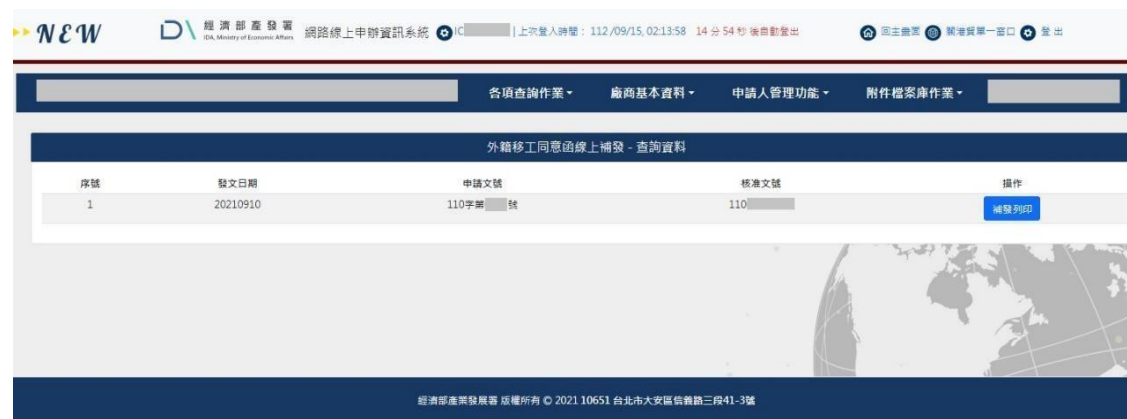 NEW
經濟部產發署
IDA, Ministry of Economic Affairs
網路線上申辦資訊系統 IC | 上次登入時間：112/09/15, 02:13:58 14 分 54 秒 後自動登出 回主畫面 關港貿單一窗口 登出
各項查詢作業 廠商基本資料 申請人管理功能 附件檔案庫作業
外籍移工同意函線上補發 - 查詢資料
序號 發文日期 申請文號 核准文號 操作
1 20210910 110字第 號 110 補發列印
經濟部產業發展署 版權所有 © 2021 10651 台北市大安區信義路三段41-3號